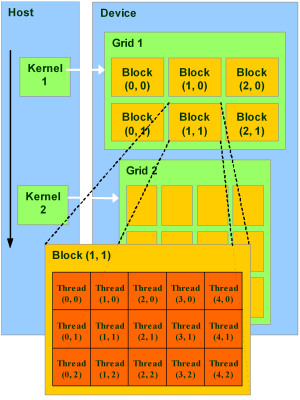 Host
Device
Grid 1
Kernel
1
Block
(0, 0)
Block
(1, 0)
Block
(2, 0)
Block
(0, 1)
Block
(1, 1)
Block
(2, 1)
Grid 2
Kernel
2
Block (1, 1)
Thread
(0, 0)
Thread
(1, 0)
Thread
(2, 0)
Thread
(3, 0)
Thread
(4, 0)
Thread
(0, 1)
Thread
(1, 1)
Thread
(2, 1)
Thread
(3, 1)
Thread
(4, 1)
Thread
(0, 2)
Thread
(1, 2)
Thread
(2, 2)
Thread
(3, 2)
Thread
(4, 2)